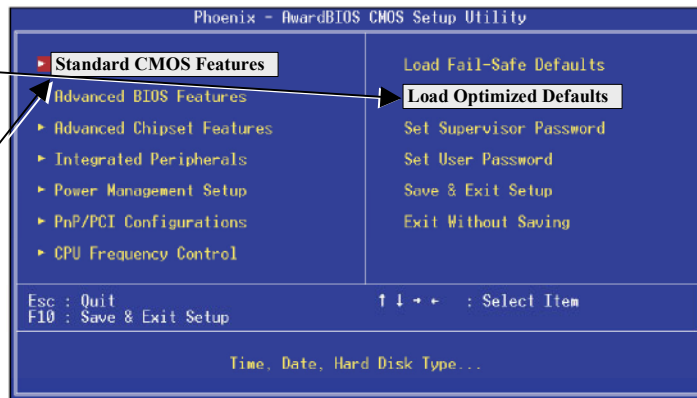 Phoenix - AwardBIOS CMOS Setup Utility
Standard CMOS Features
Advanced BIOS Features
Advanced Chipset Features
Integrated Peripherals
Power Management Setup
PnP/PCI Configurations
CPU Frequency Control
Load Fail-Safe Defaults
Load Optimized Defaults
Set Supervisor Password
Set User Password
Save & Exit Setup
Exit Without Saving
Esc : Quit
F10 : Save & Exit Setup
↑ ↓ → ← : Select Item
Time, Date, Hard Disk Type...